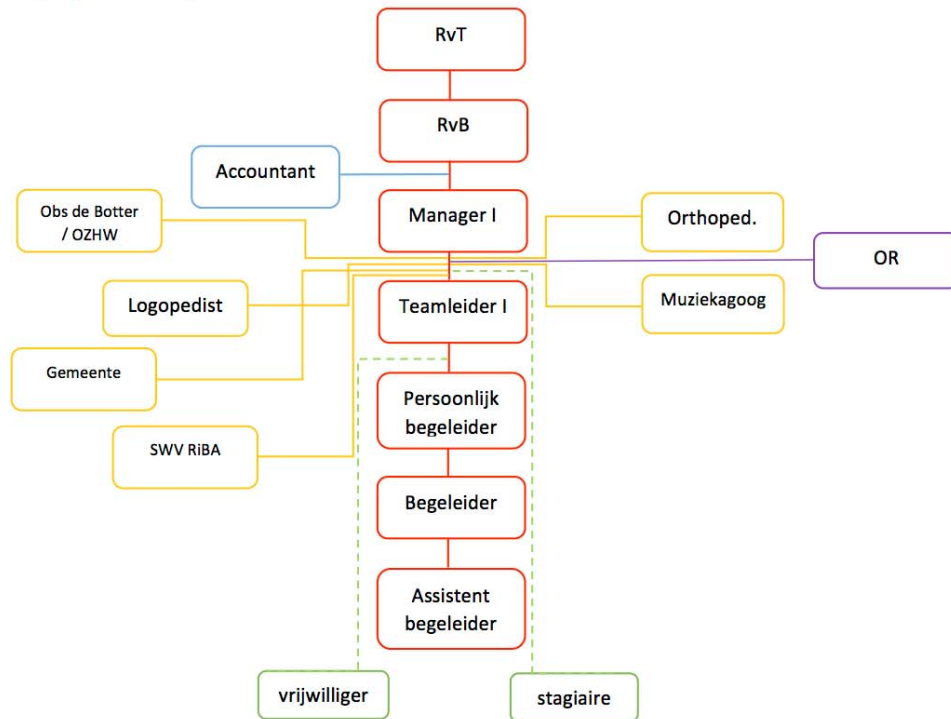 RvT
RvB
Accountant
Manager I
Obs de Botter
/ OZHW
Orthoped.
OR
Logopedist
Teamleider I
Muziekagoog
Gemeente
Persoonlijk
begeleider
SWV RiBA
Begeleider
Assistent
begeleider
vrijwilliger
stagiaire